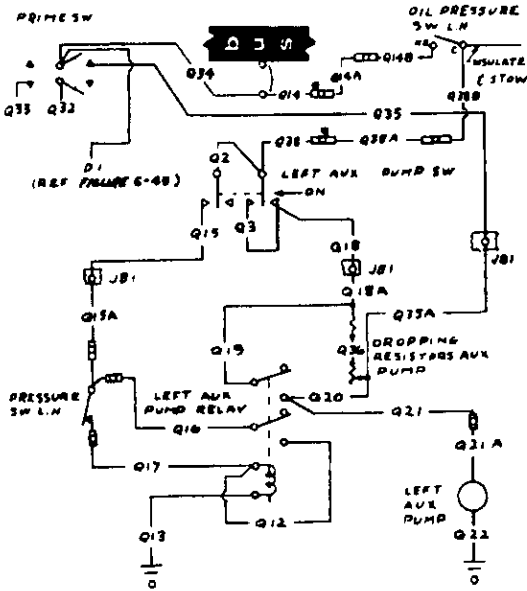 PRIME SW
BUS
OIL PRESSURE
SW L.H
NO
C
Q34
Q14
Q14A
Q14B
INSULATE
& STOW
Q33
Q32
Q35
Q38B
D1
(REF FIGURE 6-48)
Q2
Q38
Q38A
LEFT AUX PUMP SW
ON
Q15
Q3
Q18
JB1
JB1
JB1
Q18A
Q15A
Q35A
Q19
Q36
DROPPING
RESISTORS AUX
PUMP
PRESSURE
SW L.H
LEFT AUX
PUMP RELAY
Q20
Q16
Q21
Q17
Q21A
LEFT
AUX
PUMP
Q12
Q13
Q22